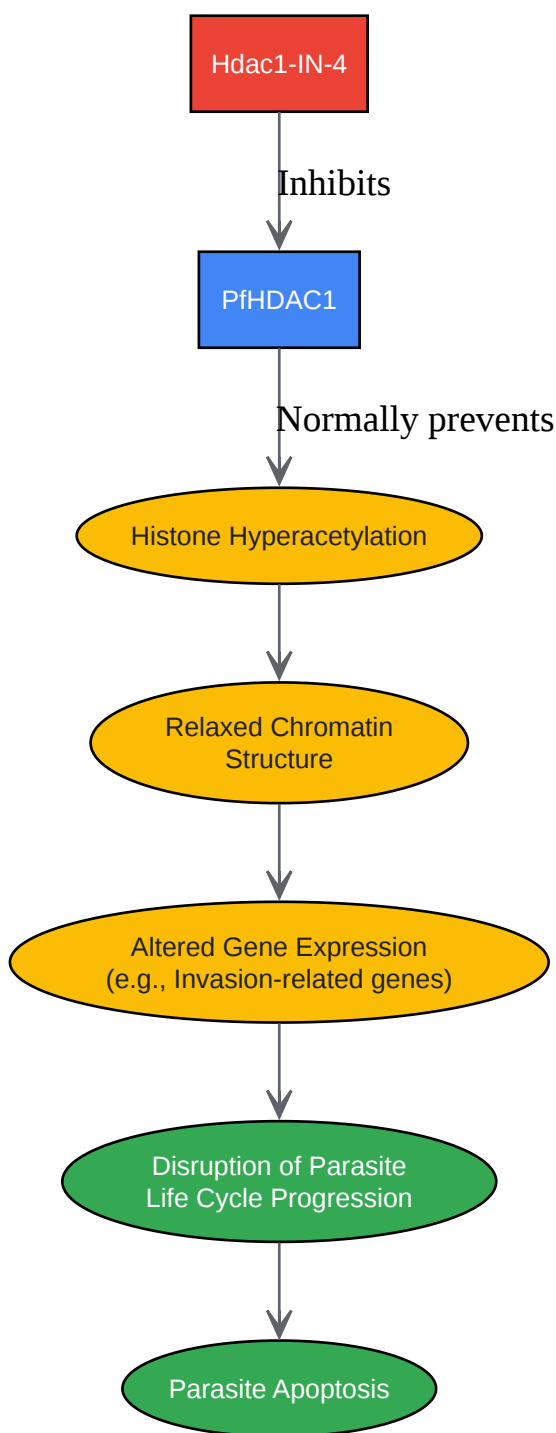 Hdac1-IN-4
Inhibits
PfHDAC1
Normally prevents
Histone Hyperacetylation
Relaxed Chromatin
Structure
Altered Gene Expression
(e.g., Invasion-related genes)
Disruption of Parasite
Life Cycle Progression
Parasite Apoptosis